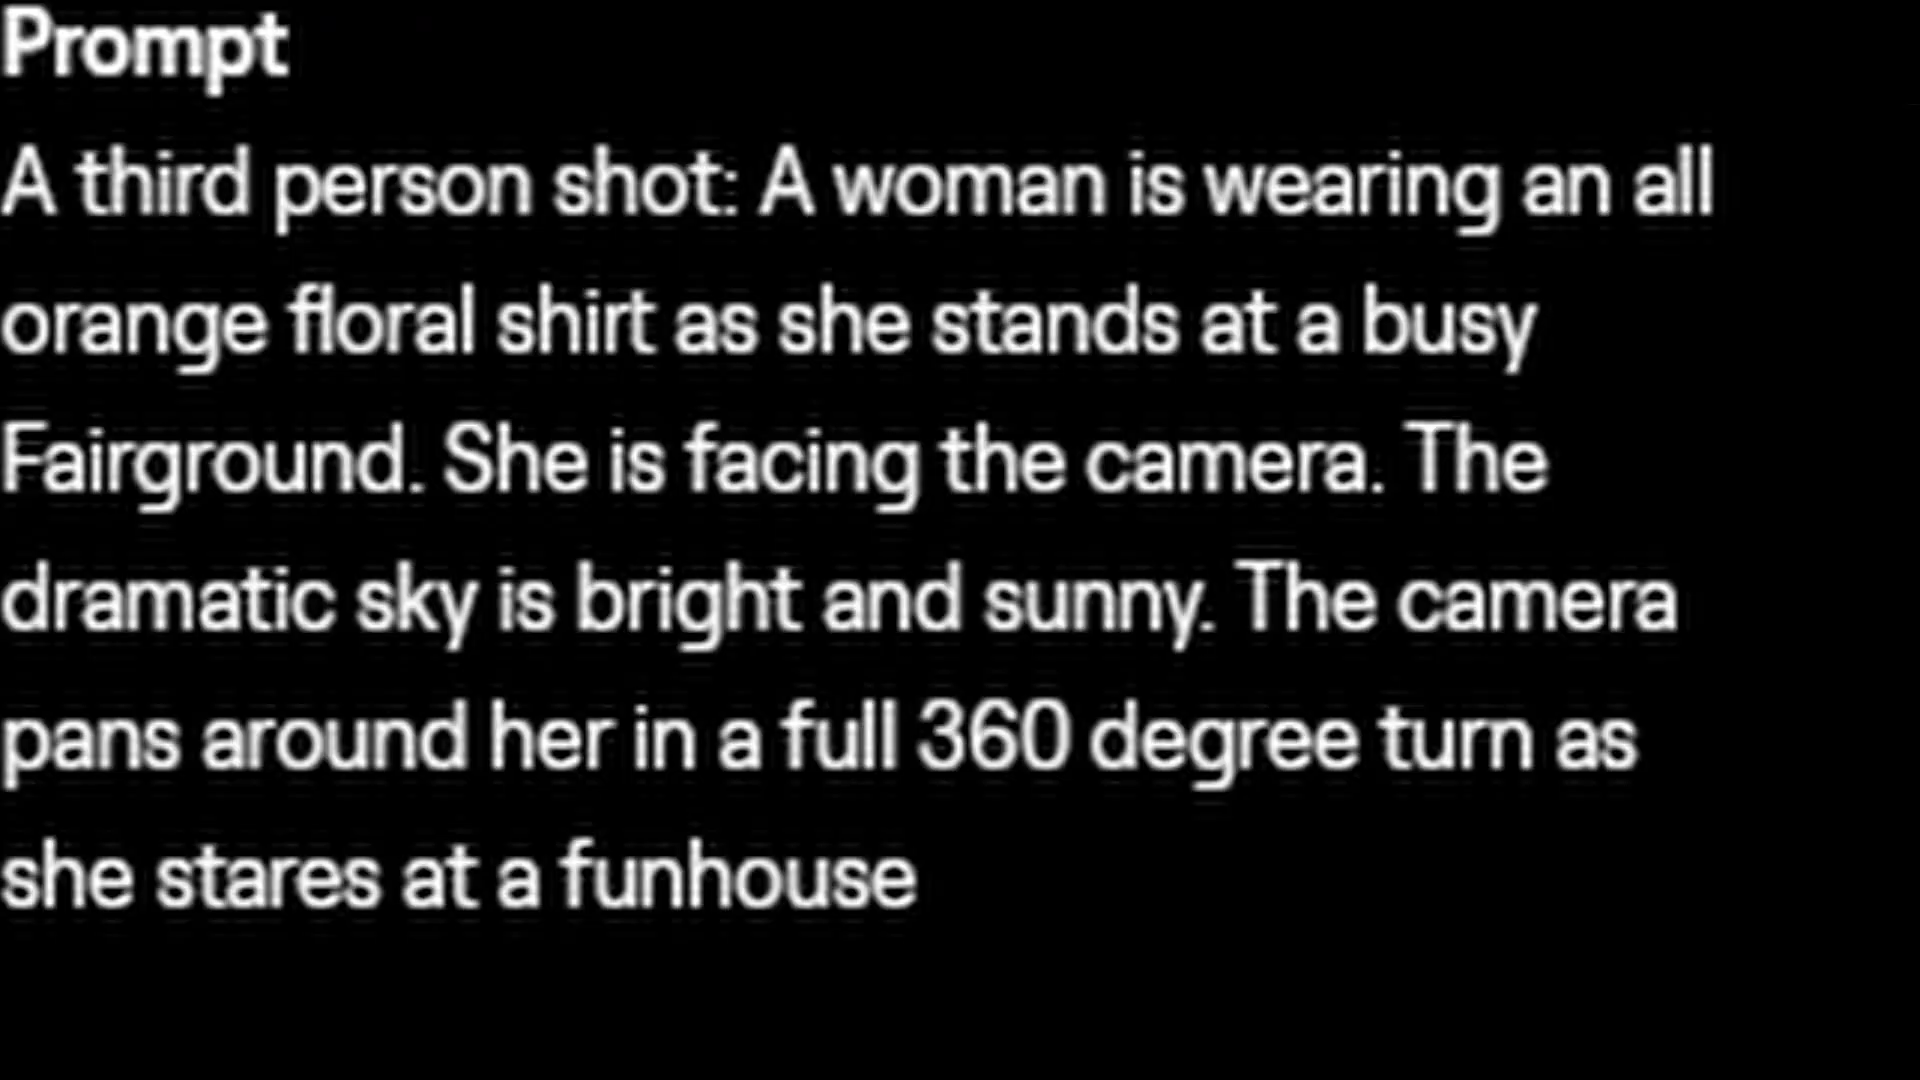 Prompt
A third person shot: A woman is wearing an all
orange floral shirt as she stands at a busy
Fairground. She is facing the camera. The
dramatic sky is bright and sunny. The camera
pans around her in a full 360 degree turn as
she stares at a funhouse